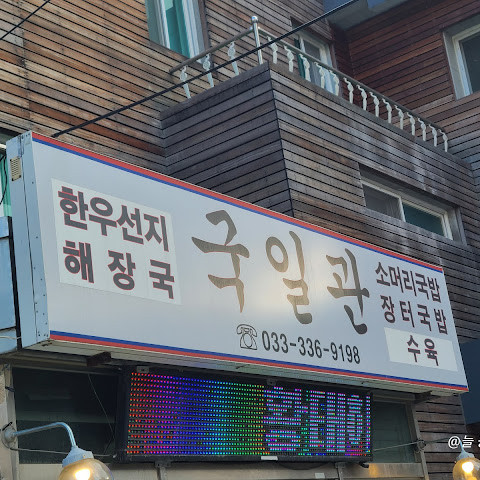 한우선지
해장국
국일관
소머리국밥
장터국밥
수육
☏ 033-336-9198
@늘